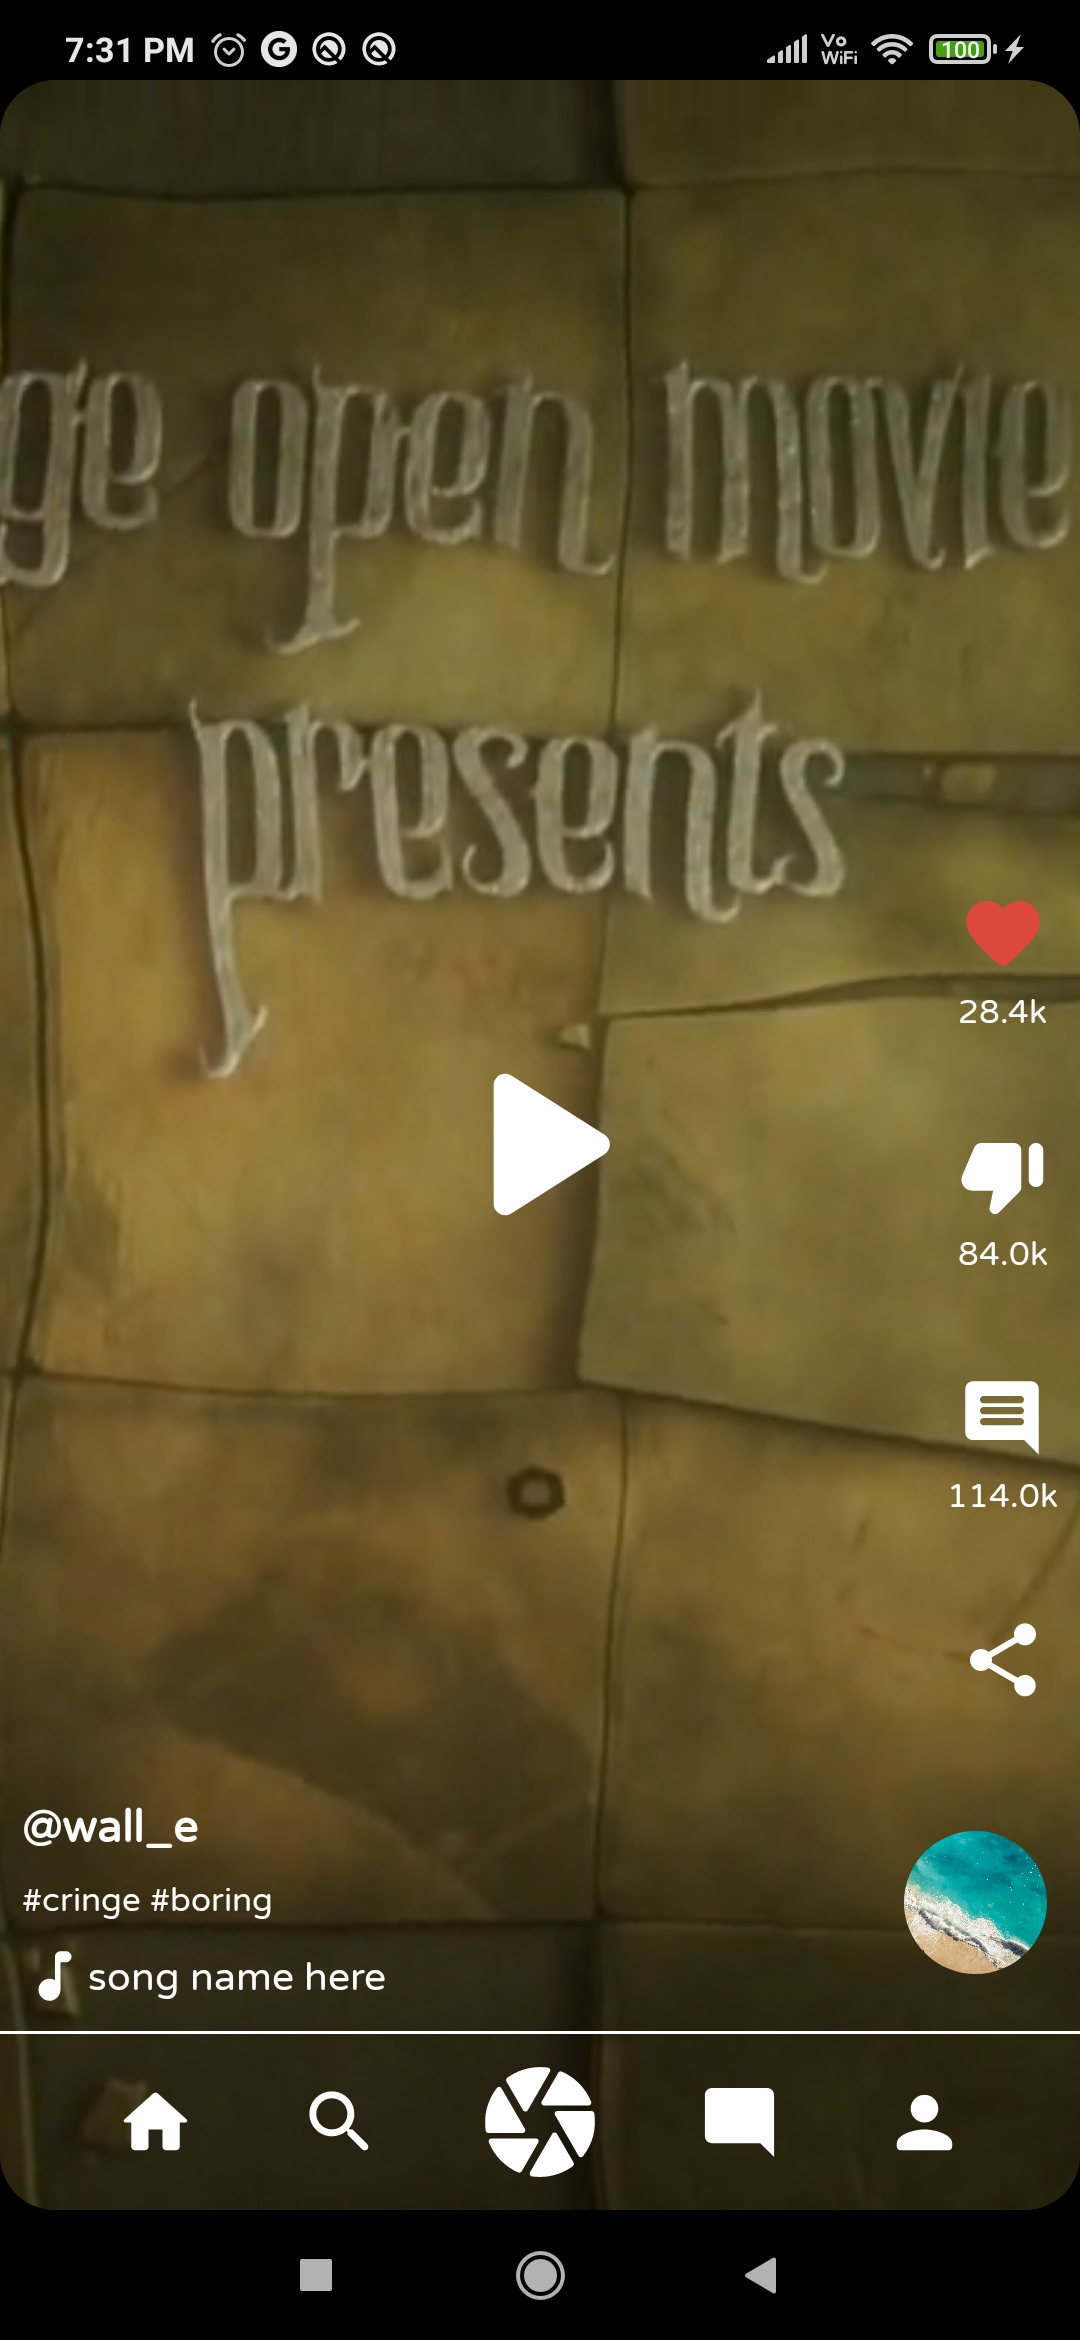 7:31 PM
Vo
WiFi
100
ge open movie
presents
28.4k
84.0k
114.0k
@wall_e
#cringe #boring
song name here